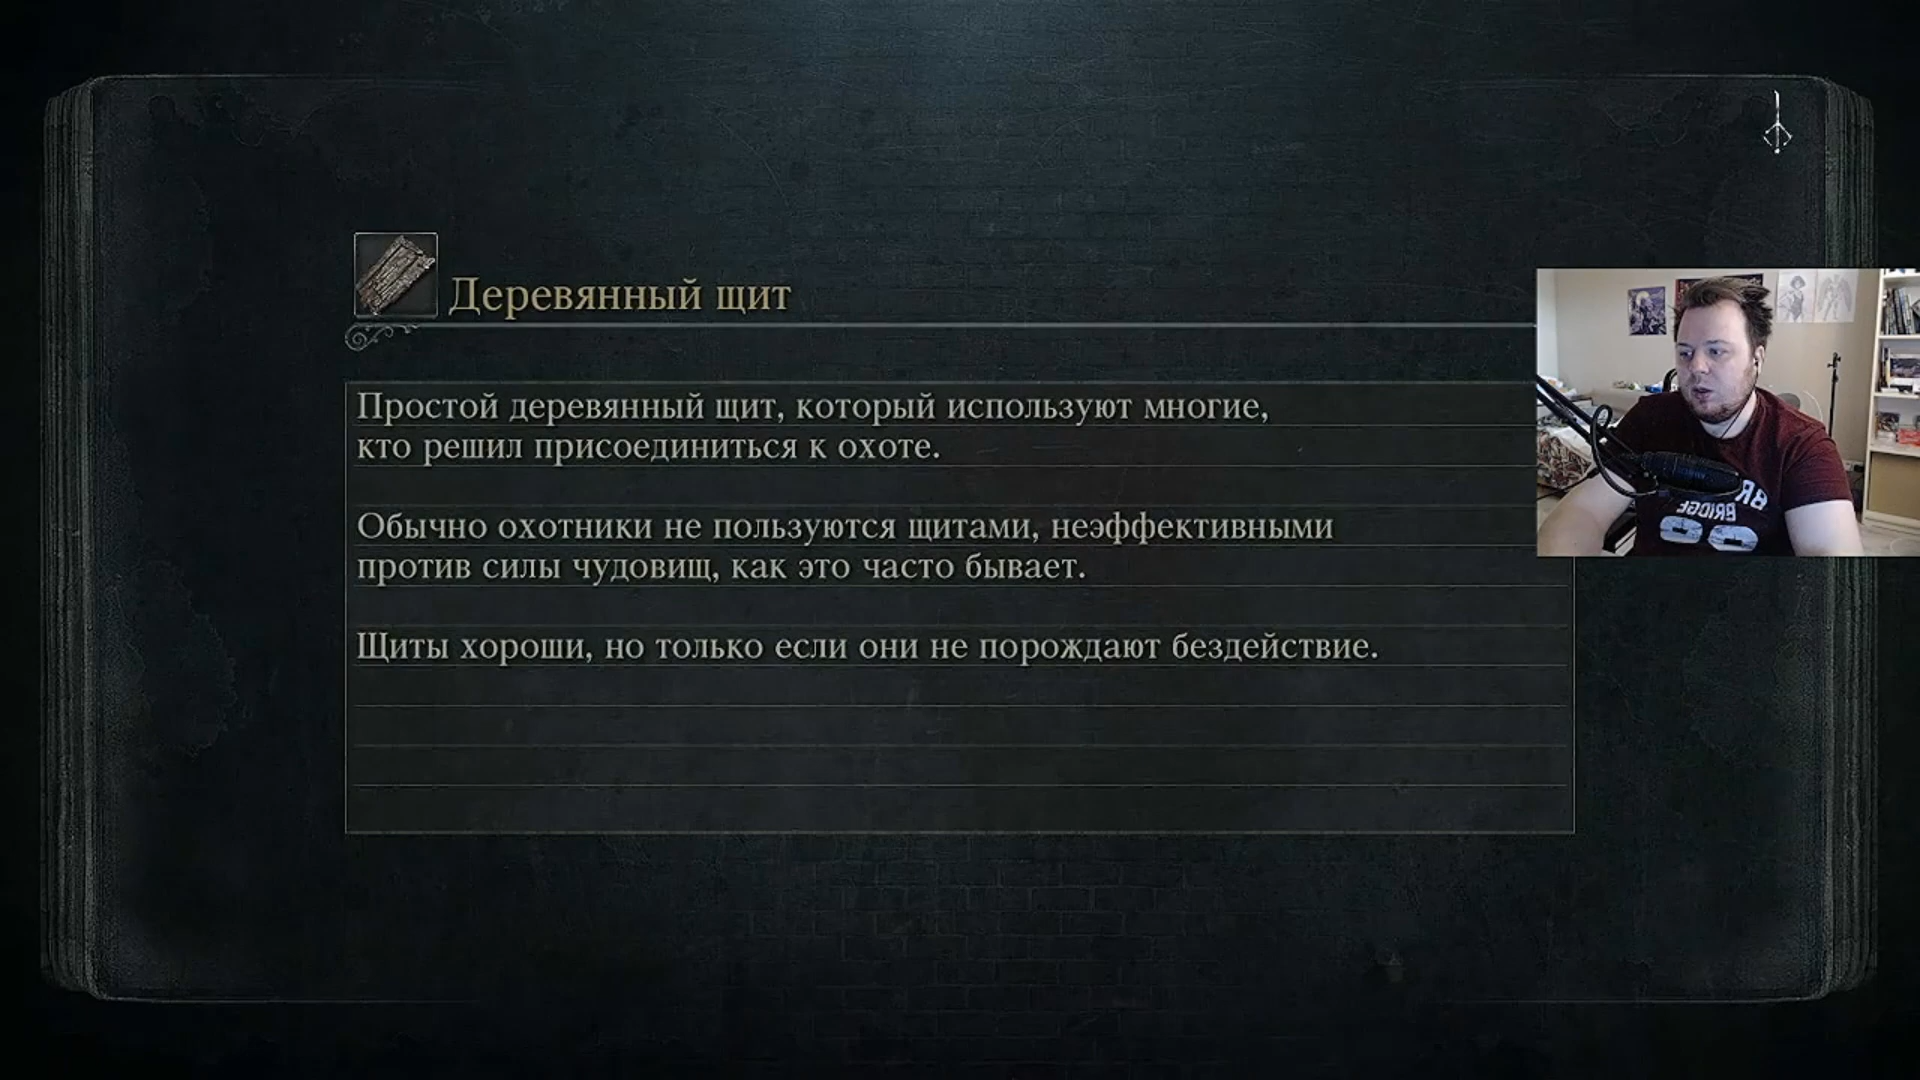 Деревянный щит
Простой деревянный щит, который используют многие,
кто решил присоединиться к охоте.
Обычно охотники не пользуются щитами, неэффективными
против силы чудовищ, как это часто бывает.
Щиты хороши, но только если они не порождают бездействие.